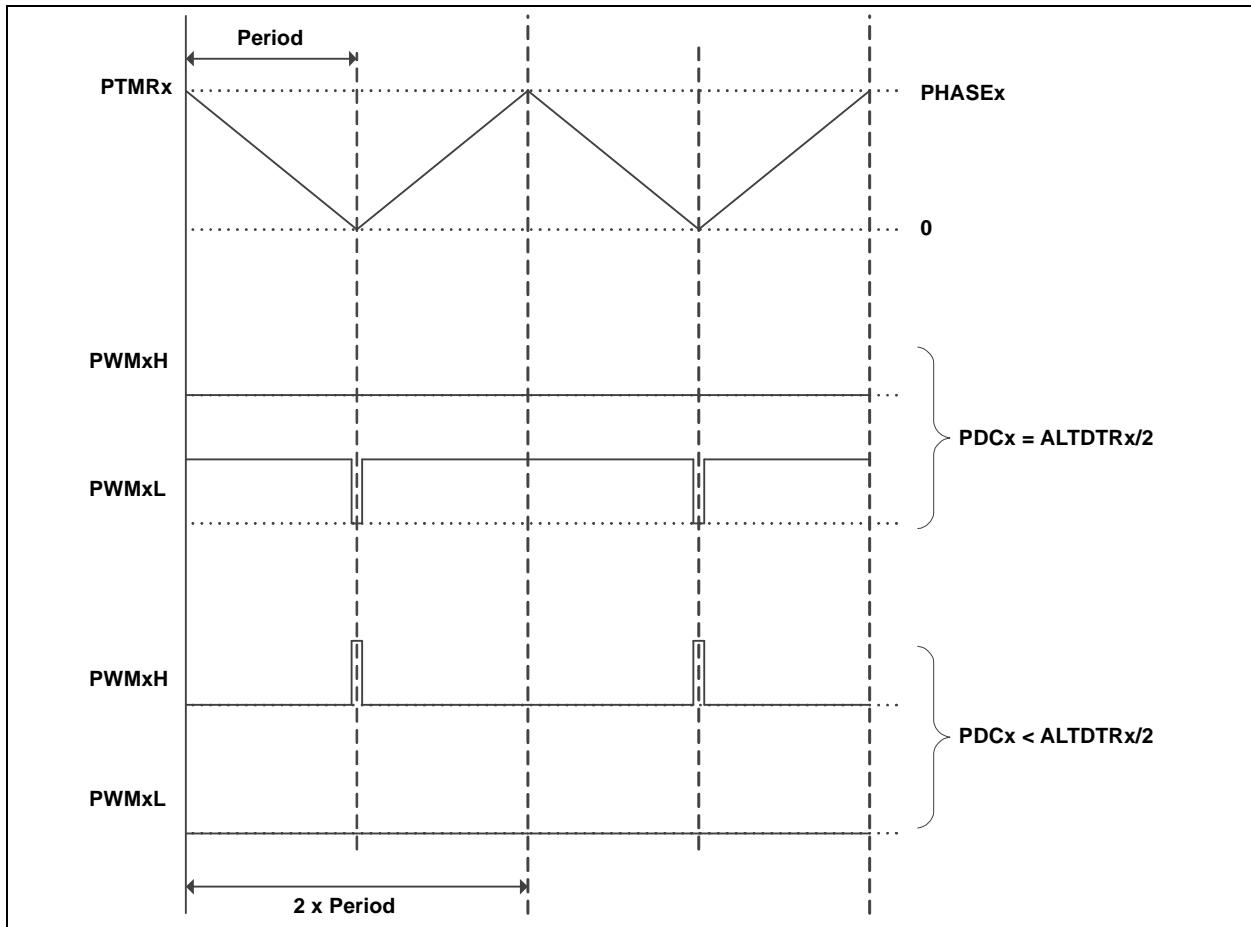 Period
PTMRx
PHASEx
0
PWMxH
PDCx = ALTDTRx/2
PWMxL
PWMxH
PDCx < ALTDTRx/2
PWMxL
2 x Period